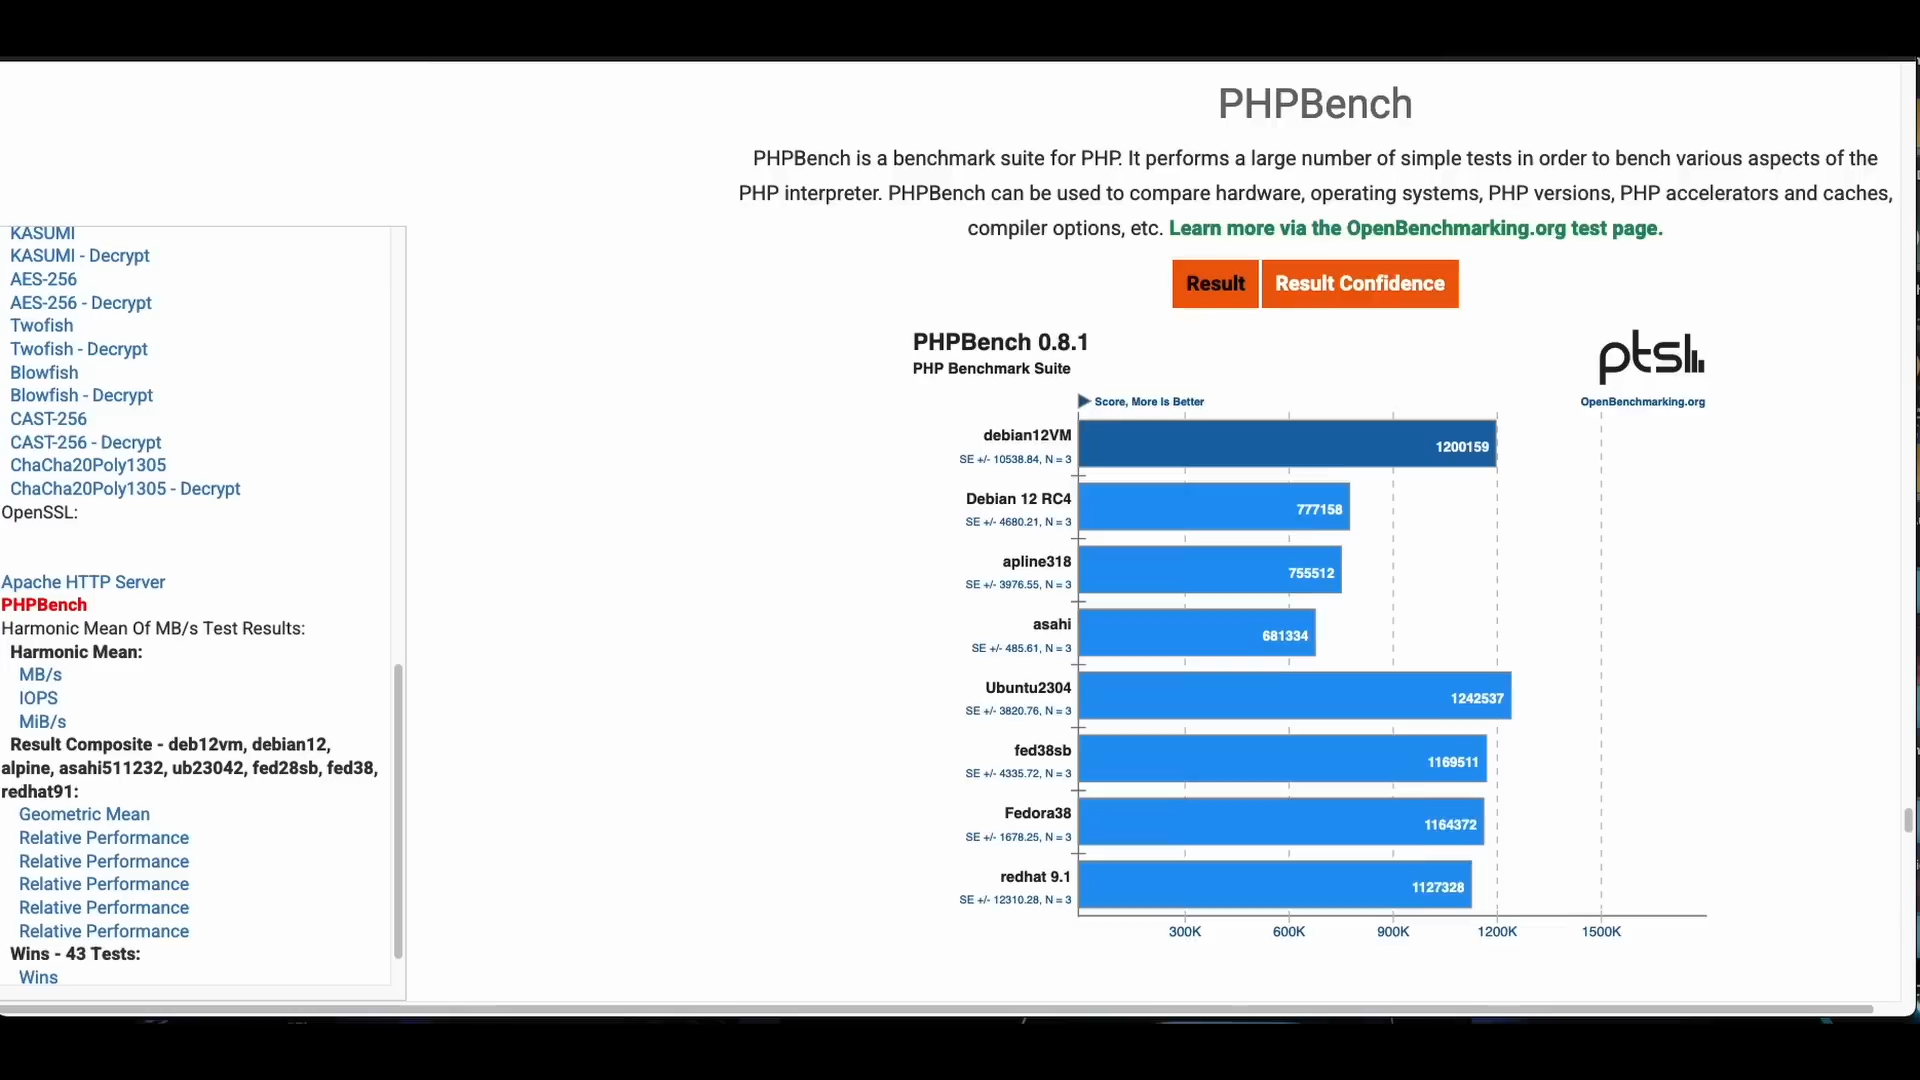 PHPBench
PHPBench is a benchmark suite for PHP. It performs a large number of simple tests in order to bench various aspects of the
PHP interpreter. PHPBench can be used to compare hardware, operating systems, PHP versions, PHP accelerators and caches,
compiler options, etc. Learn more via the OpenBenchmarking.org test page.
Result
Result Confidence
KASUMI
KASUMI - Decrypt
AES-256
AES-256 - Decrypt
Twofish
Twofish - Decrypt
Blowfish
Blowfish - Decrypt
CAST-256
CAST-256 - Decrypt
ChaCha20Poly1305
ChaCha20Poly1305 - Decrypt
OpenSSL:
Apache HTTP Server
PHPBench
Harmonic Mean Of MB/s Test Results:
Harmonic Mean:
MB/s
IOPS
MiB/s
Result Composite - deb12vm, debian12,
alpine, asahi511232, ub23042, fed28sb, fed38,
redhat91:
Geometric Mean
Relative Performance
Relative Performance
Relative Performance
Relative Performance
Relative Performance
Wins - 43 Tests:
Wins
PHPBench 0.8.1
PHP Benchmark Suite
ptsl
Score, More Is Better
OpenBenchmarking.org
debian12VM
SE +/- 10538.84, N = 3
1200159
Debian 12 RC4
SE +/- 4680.21, N = 3
777158
apline318
SE +/- 3976.55, N = 3
755512
asahi
SE +/- 485.61, N = 3
681334
Ubuntu2304
SE +/- 3820.76, N = 3
1242537
fed38sb
SE +/- 4335.72, N = 3
1169511
Fedora38
SE +/- 1678.25, N = 3
1164372
redhat 9.1
SE +/- 12310.28, N = 3
1127328
300K 600K 900K 1200K 1500K